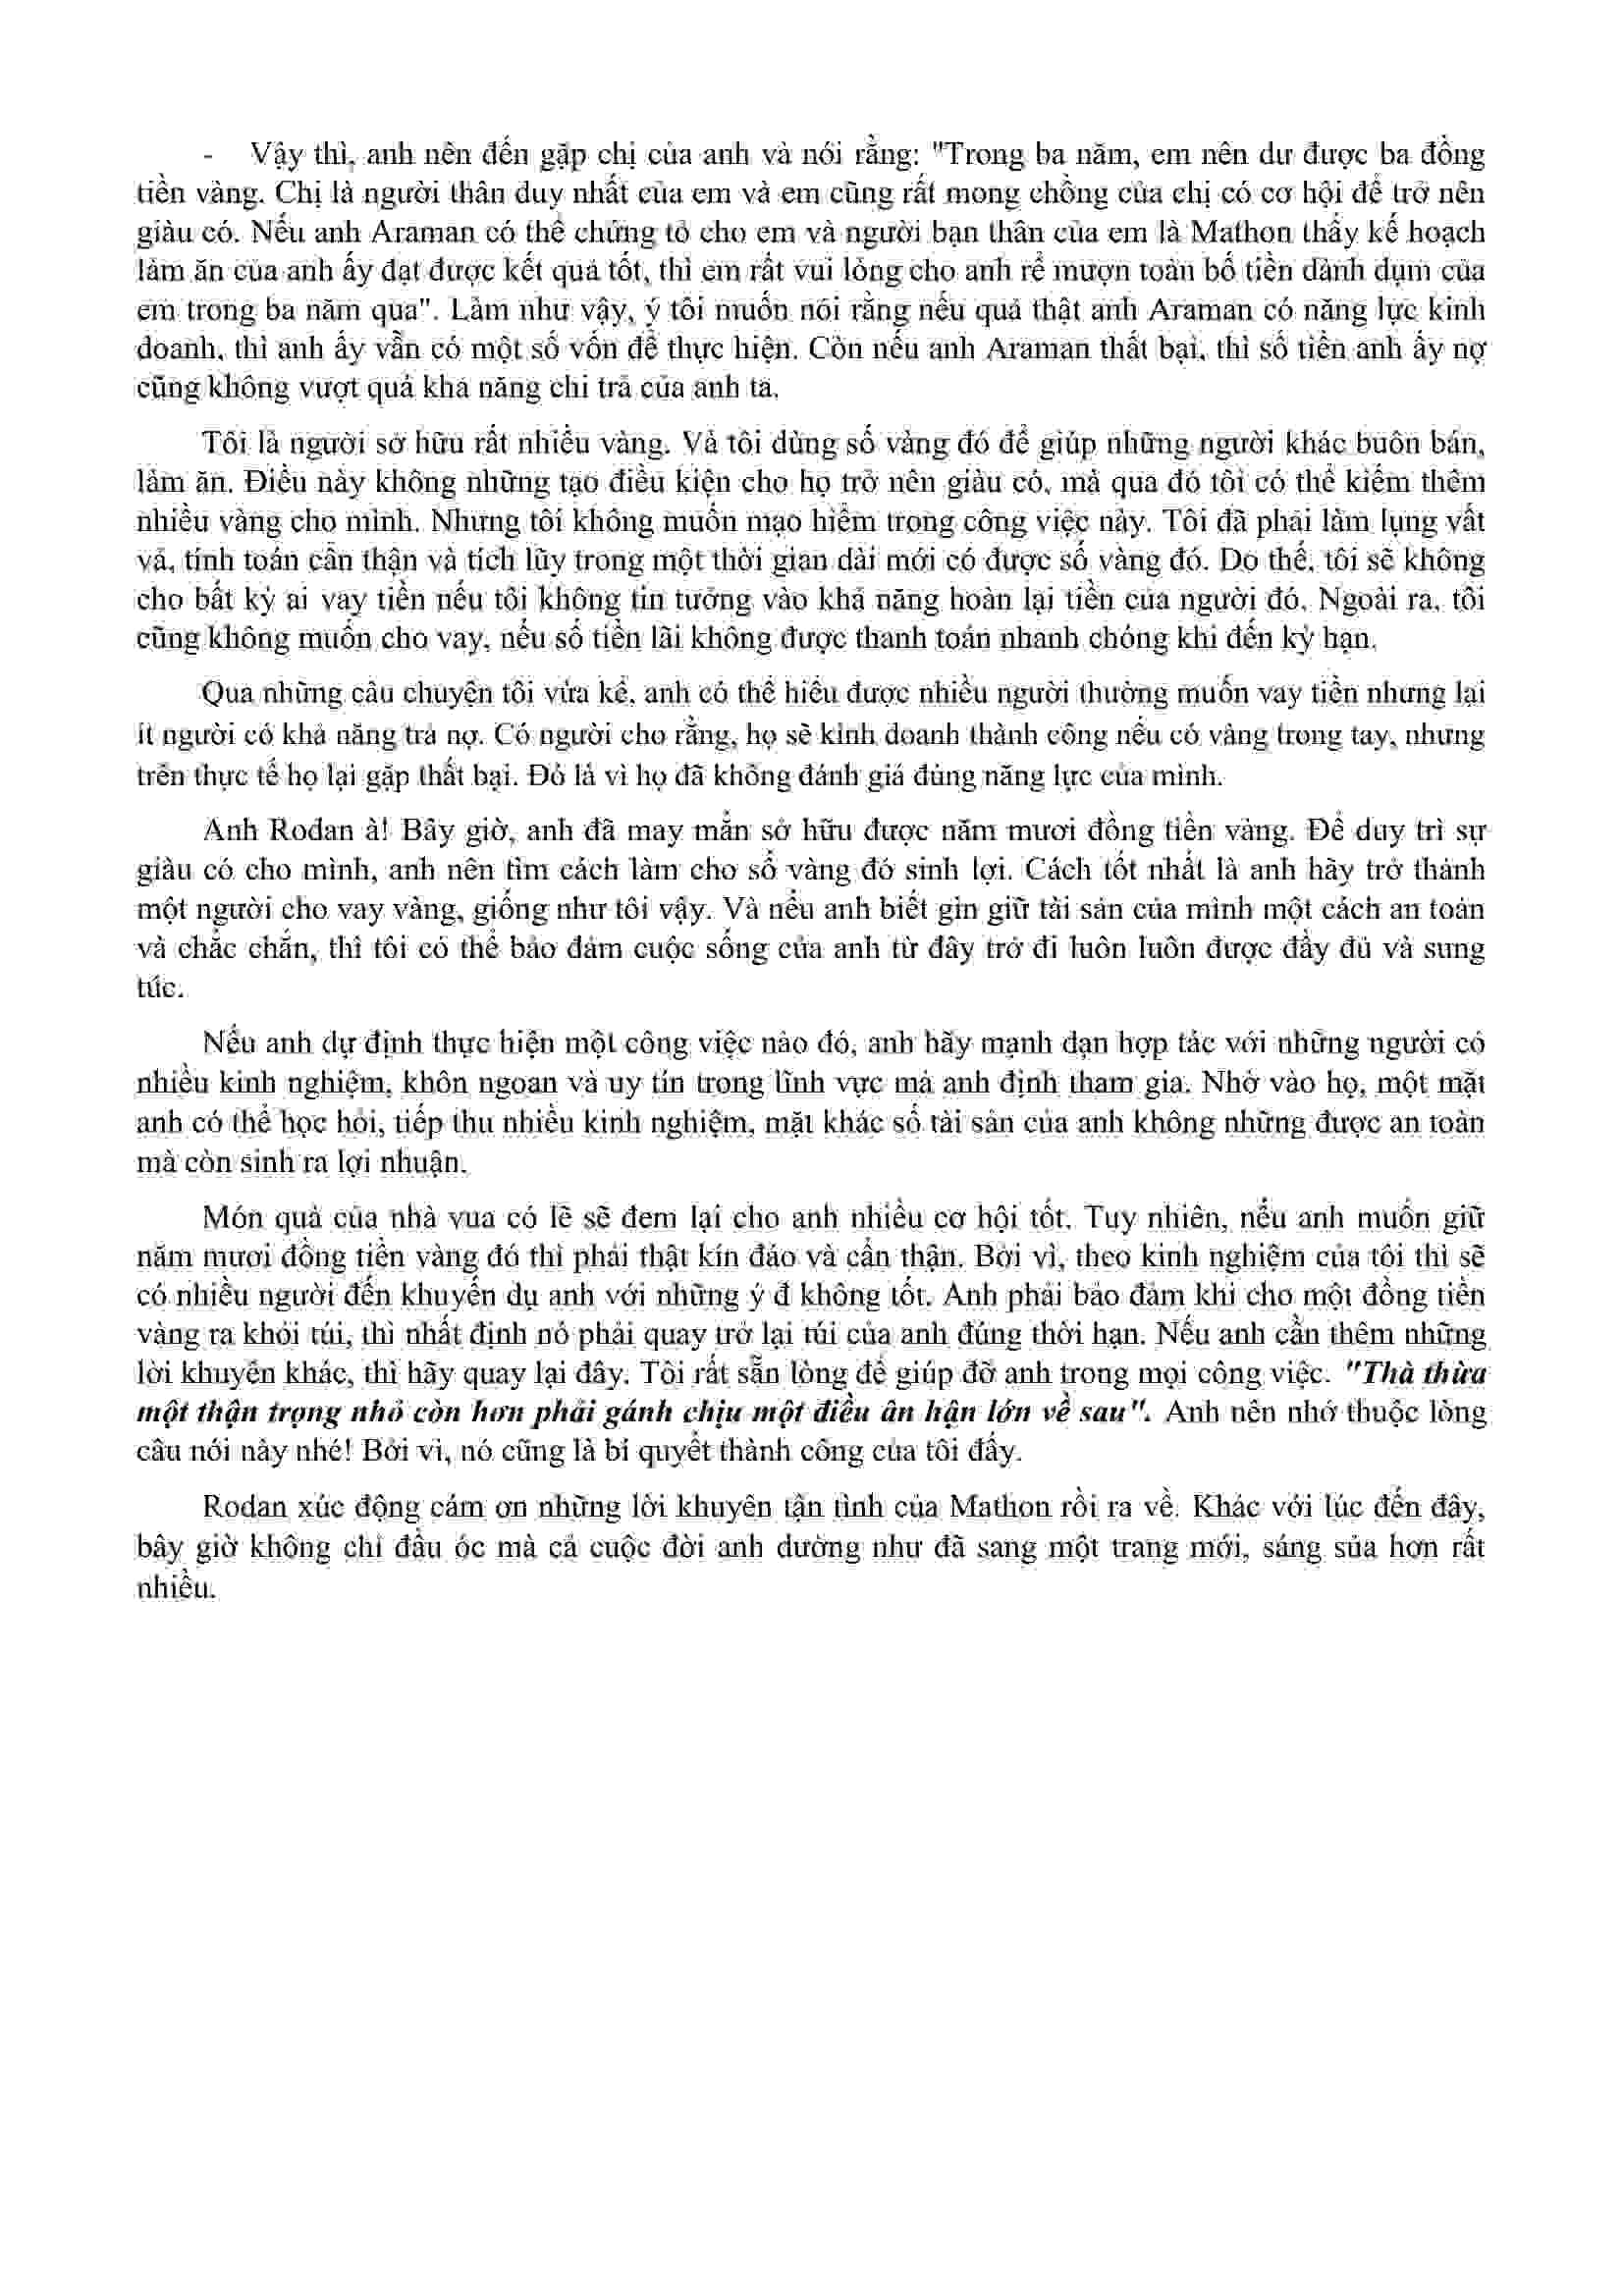 - Vậy thì, anh nên đến gặp chị của anh và nói rằng: "Trong ba năm, em nên dư được ba đồng
tiền vàng. Chị là người thân duy nhất của em và em cũng rất mong chồng của chị có cơ hội để trở nên
giàu có. Nếu anh Araman có thể chứng tỏ cho em và người bạn thân của em là Mathon thấy kế hoạch
làm ăn của anh ấy đạt được kết quả tốt, thì em rất vui lòng cho anh rể mượn toàn bộ tiền dành dụm của
em trong ba năm qua". Làm như vậy, ý tôi muốn nói rằng nếu quả thật anh Araman có năng lực kinh
doanh, thì anh ấy vẫn có một số vốn để thực hiện. Còn nếu anh Araman thất bại, thì số tiền anh ấy nợ
cũng không vượt quá khả năng chi trả của anh ta.
Tôi là người sở hữu rất nhiều vàng. Và tôi dùng số vàng đó để giúp những người khác buôn bán,
làm ăn. Điều này không những tạo điều kiện cho họ trở nên giàu có, mà qua đó tôi có thể kiếm thêm
nhiều vàng cho mình. Nhưng tôi không muốn mạo hiểm trong công việc này. Tôi đã phải làm lụng vất
vả, tính toán cẩn thận và tích lũy trong một thời gian dài mới có được số vàng đó. Do thế, tôi sẽ không
cho bất kỳ ai vay tiền nếu tôi không tin tưởng vào khả năng hoàn lại tiền của người đó. Ngoài ra, tôi
cũng không muốn cho vay, nếu số tiền lãi không được thanh toán nhanh chóng khi đến kỳ hạn.
Qua những câu chuyện tôi vừa kể, anh có thể hiểu được nhiều người thường muốn vay tiền nhưng lại
ít người có khả năng trả nợ. Có người cho rằng, họ sẽ kinh doanh thành công nếu có vàng trong tay, nhưng
trên thực tế họ lại gặp thất bại. Đó là vì họ đã không đánh giá đúng năng lực của mình.
Anh Rodan à! Bây giờ, anh đã may mắn sở hữu được năm mươi đồng tiền vàng. Để duy trì sự
giàu có cho mình, anh nên tìm cách làm cho số vàng đó sinh lợi. Cách tốt nhất là anh hãy trở thành
một người cho vay vàng, giống như tôi vậy. Và nếu anh biết gìn giữ tài sản của mình một cách an toàn
và chắc chắn, thì tôi có thể bảo đảm cuộc sống của anh từ đây trở đi luôn luôn được đầy đủ và sung
túc.
Nếu anh dự định thực hiện một công việc nào đó, anh hãy mạnh dạn hợp tác với những người có
nhiều kinh nghiệm, khôn ngoan và uy tín trong lĩnh vực mà anh định tham gia. Nhờ vào họ, một mặt
anh có thể học hỏi, tiếp thu nhiều kinh nghiệm, mặt khác số tài sản của anh không những được an toàn
mà còn sinh ra lợi nhuận.
Món quà của nhà vua có lẽ sẽ đem lại cho anh nhiều cơ hội tốt. Tuy nhiên, nếu anh muốn giữ
năm mươi đồng tiền vàng đó thì phải thật kín đáo và cẩn thận. Bởi vì, theo kinh nghiệm của tôi thì sẽ
có nhiều người đến khuyến dụ anh với những ý đ không tốt. Anh phải bảo đảm khi cho một đồng tiền
vàng ra khỏi túi, thì nhất định nó phải quay trở lại túi của anh đúng thời hạn. Nếu anh cần thêm những
lời khuyên khác, thì hãy quay lại đây. Tôi rất sẵn lòng để giúp đỡ anh trong mọi công việc. "Thà thừa
một thận trọng nhỏ còn hơn phải gánh chịu một điều ân hận lớn về sau". Anh nên nhớ thuộc lòng
câu nói này nhé! Bởi vì, nó cũng là bí quyết thành công của tôi đấy.
Rodan xúc động cám ơn những lời khuyên tận tình của Mathon rồi ra về. Khác với lúc đến đây,
bây giờ không chỉ đầu óc mà cả cuộc đời anh dường như đã sang một trang mới, sáng sủa hơn rất
nhiều.